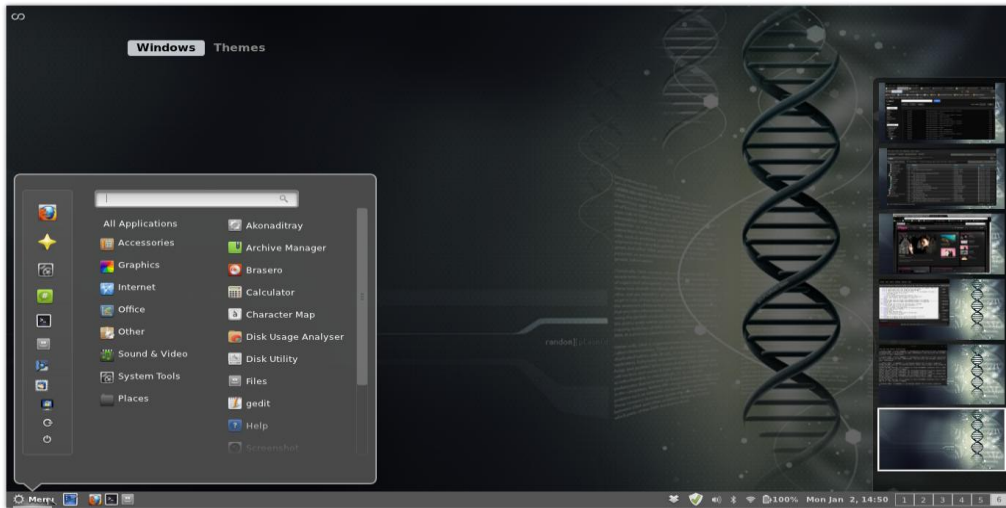 Windows Themes
All Applications
Accessories
Graphics
Internet
Office
Other
Sound & Video
System Tools
Places
Akonaditray
Archive Manager
Brasero
Calculator
Character Map
Disk Usage Analyser
Disk Utility
Files
gedit
Help
Screenshot
random
Menu
100% Mon Jan 2, 14:50 1 2 3 4 5 6